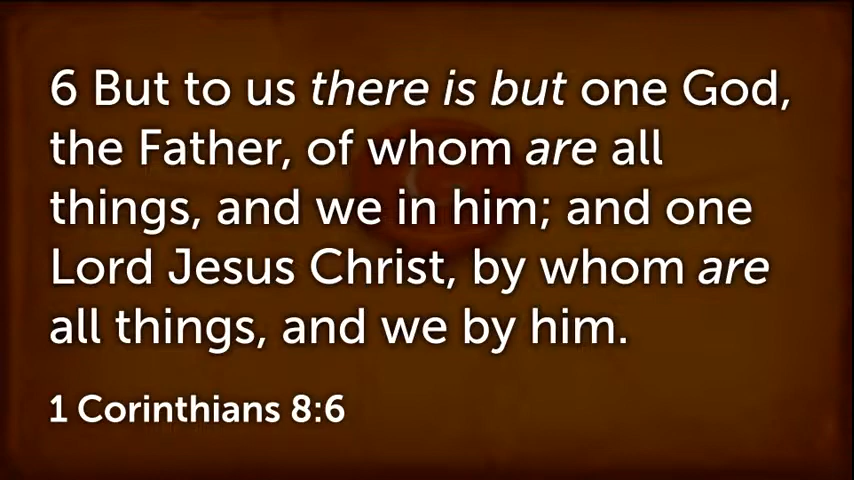 6 But to us there is but one God,
the Father, of whom are all
things, and we in him; and one
Lord Jesus Christ, by whom are
all things, and we by him.
1 Corinthians 8:6